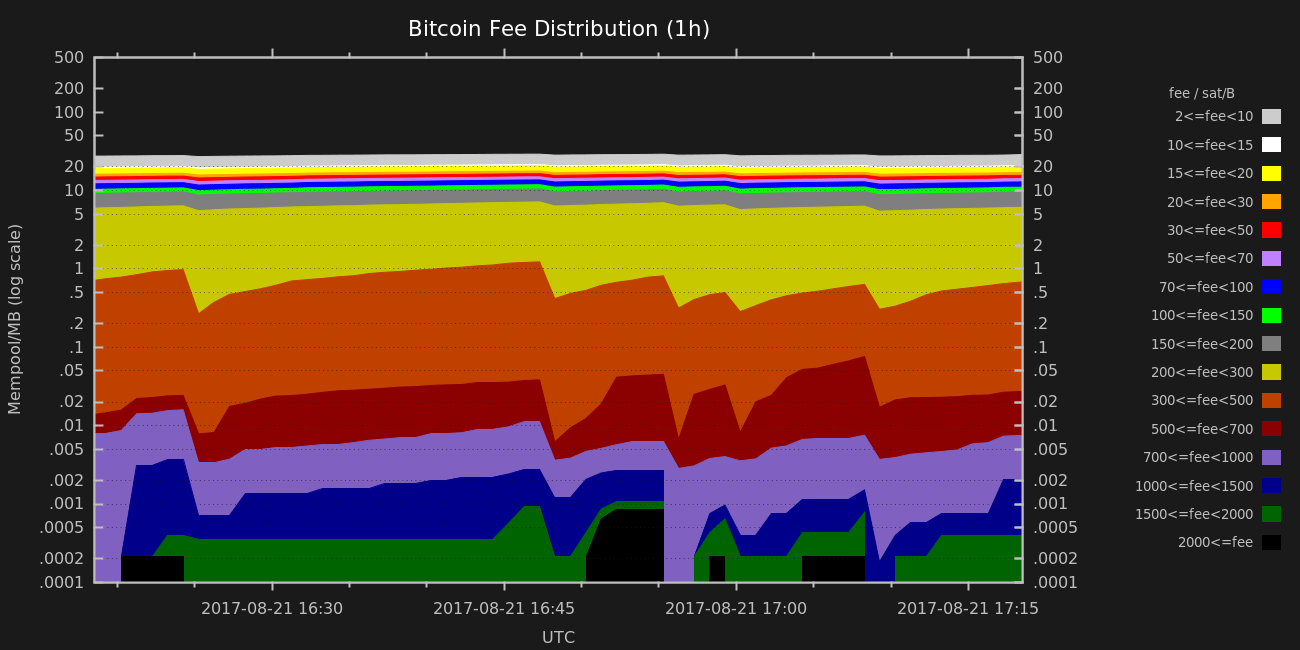 Bitcoin Fee Distribution (1h)
500
200
100
50
20
10
5
2
1
.5
.2
.1
.05
.02
.01
.005
.002
.001
.0005
.0002
.0001
Mempool/MB (log scale)
500
200
100
50
20
10
5
2
1
.5
.2
.1
.05
.02
.01
.005
.002
.001
.0005
.0002
.0001
2017-08-21 16:30
2017-08-21 16:45
2017-08-21 17:00
2017-08-21 17:15
UTC
fee / sat/B
2<=fee<10
10<=fee<15
15<=fee<20
20<=fee<30
30<=fee<50
50<=fee<70
70<=fee<100
100<=fee<150
150<=fee<200
200<=fee<300
300<=fee<500
500<=fee<700
700<=fee<1000
1000<=fee<1500
1500<=fee<2000
2000<=fee